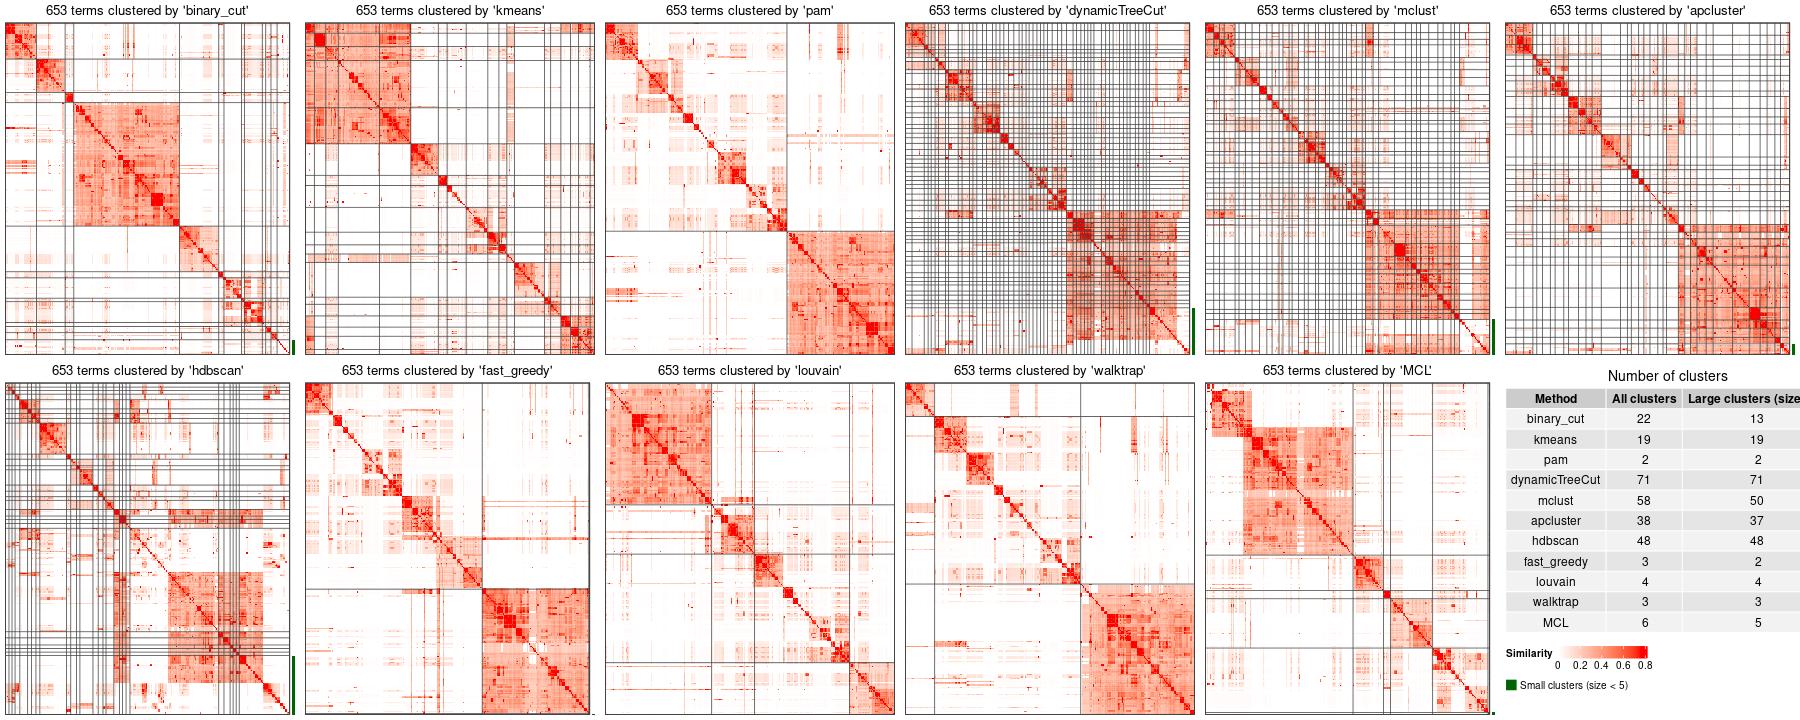 653 terms clustered by 'binary_cut'
653 terms clustered by 'kmeans'
653 terms clustered by 'pam'
653 terms clustered by 'dynamicTreeCut'
653 terms clustered by 'mclust'
653 terms clustered by 'apcluster'
653 terms clustered by 'hdbscan'
653 terms clustered by 'fast_greedy'
653 terms clustered by 'louvain'
653 terms clustered by 'walktrap'
653 terms clustered by 'MCL'
Number of clusters
Method All clusters Large clusters (size
binary_cut 22 13
kmeans 19 19
pam 2 2
dynamicTreeCut 71 71
mclust 58 50
apcluster 38 37
hdbscan 48 48
fast_greedy 3 2
louvain 4 4
walktrap 3 3
MCL 6 5
Similarity
0 0.2 0.4 0.6 0.8
Small clusters (size < 5)